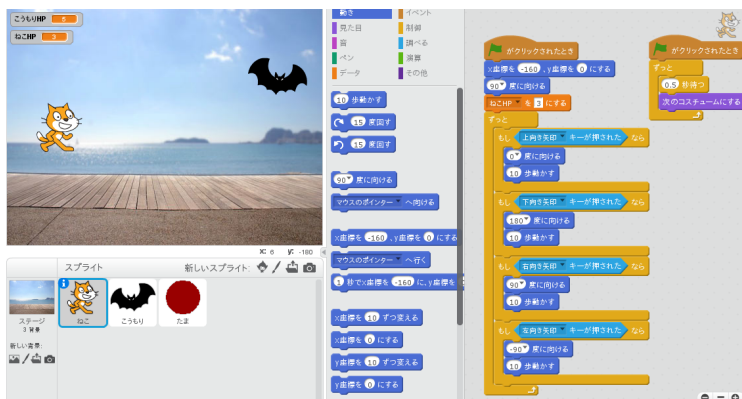 こうもりHP 5
ねこHP 3
X: 6 y: -180
スプライト 新しいスプライト:
ステージ
3 背景
新しい背景:
ねこ
こうもり
たま
動き
イベント
見た目
制御
音
調べる
ペン
演算
データ
その他
10 歩動かす
15 度回す
15 度回す
90 度に向ける
マウスのポインター へ向ける
x座標を -160 、y座標を 0 にする
マウスのポインター へ行く
1 秒でx座標を -160 に、y座標を
x座標を 10 ずつ変える
x座標を 0 にする
y座標を 10 ずつ変える
y座標を 0 にする
がクリックされたとき
x座標を -160 、y座標を 0 にする
90 度に向ける
ねこHP を 3 にする
ずっと
もし 上向き矢印 キーが押された なら
0 度に向ける
10 歩動かす
もし 下向き矢印 キーが押された なら
180 度に向ける
10 歩動かす
もし 右向き矢印 キーが押された なら
90 度に向ける
10 歩動かす
もし 左向き矢印 キーが押された なら
-90 度に向ける
10 歩動かす
がクリックされたとき
ずっと
0.5 秒待つ
次のコスチュームにする